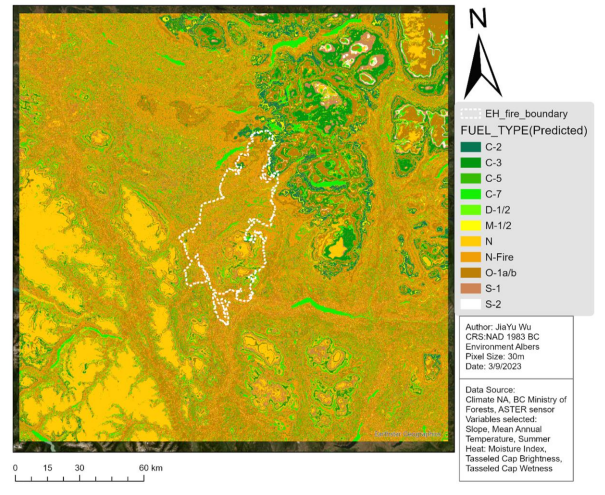 N
EH_fire_boundary
FUEL_TYPE(Predicted)
C-2
C-3
C-5
C-7
D-1/2
M-1/2
N
N-Fire
O-1a/b
S-1
S-2
Author: JiaYu Wu
CRS:NAD 1983 BC
Environment Albers
Pixel Size: 30m
Date: 3/9/2023
Data Source:
Climate NA, BC Ministry of
Forests, ASTER sensor
Variables selected:
Slope, Mean Annual
Temperature, Summer
Heat: Moisture Index,
Tasseled Cap Brightness,
Tasseled Cap Wetness
0 15 30 60 km